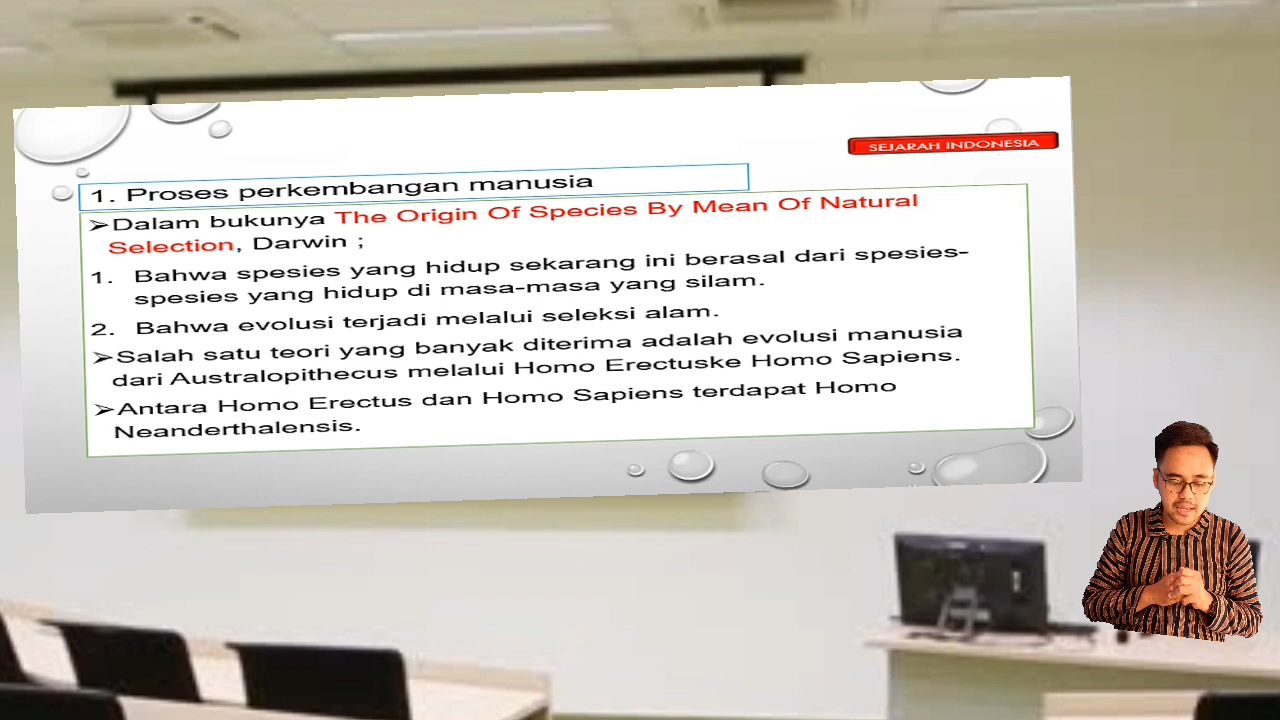 SEJARAH INDONESIA
1. Proses perkembangan manusia
➢Dalam bukunya The Origin Of Species By Mean Of Natural
Selection, Darwin ;
1. Bahwa spesies yang hidup sekarang ini berasal dari spesies-
spesies yang hidup di masa-masa yang silam.
2. Bahwa evolusi terjadi melalui seleksi alam.
➢Salah satu teori yang banyak diterima adalah evolusi manusia
dari Australopithecus melalui Homo Erectuske Homo Sapiens.
➢Antara Homo Erectus dan Homo Sapiens terdapat Homo
Neanderthalensis.